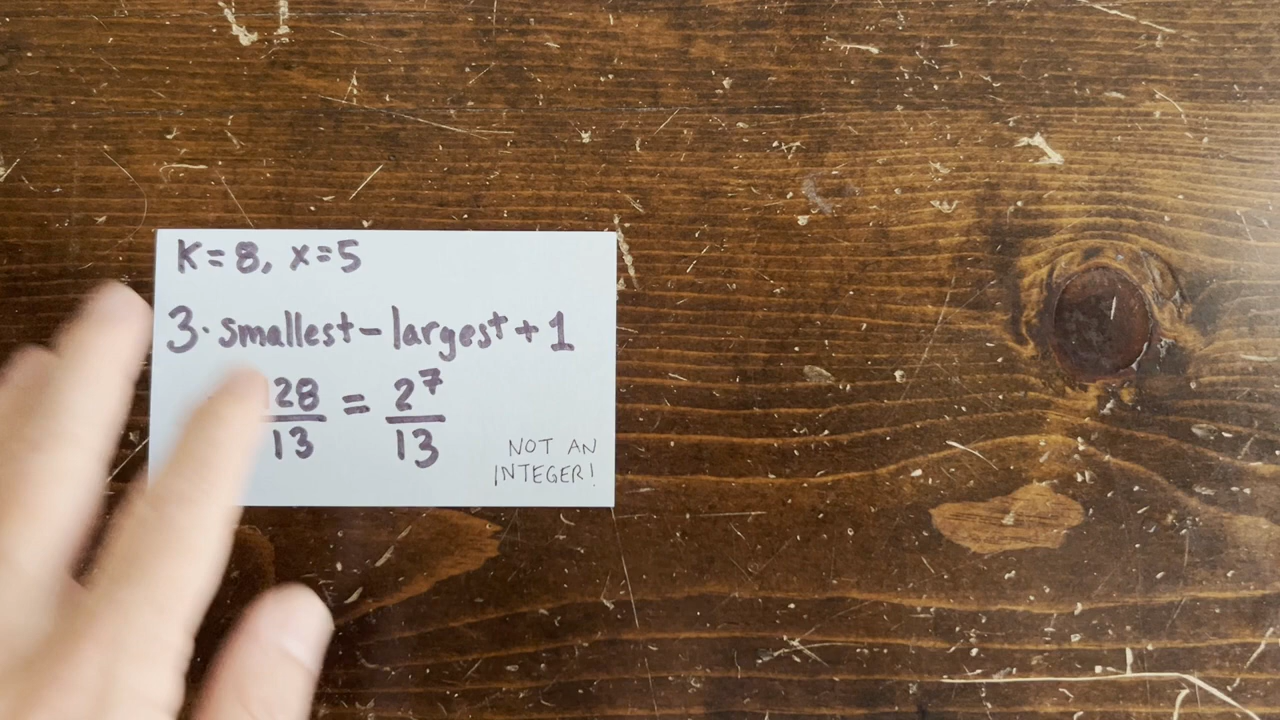 K=8, x=5
3·smallest-largest+1
28/13 = 2⁷/13
NOT AN
INTEGER!